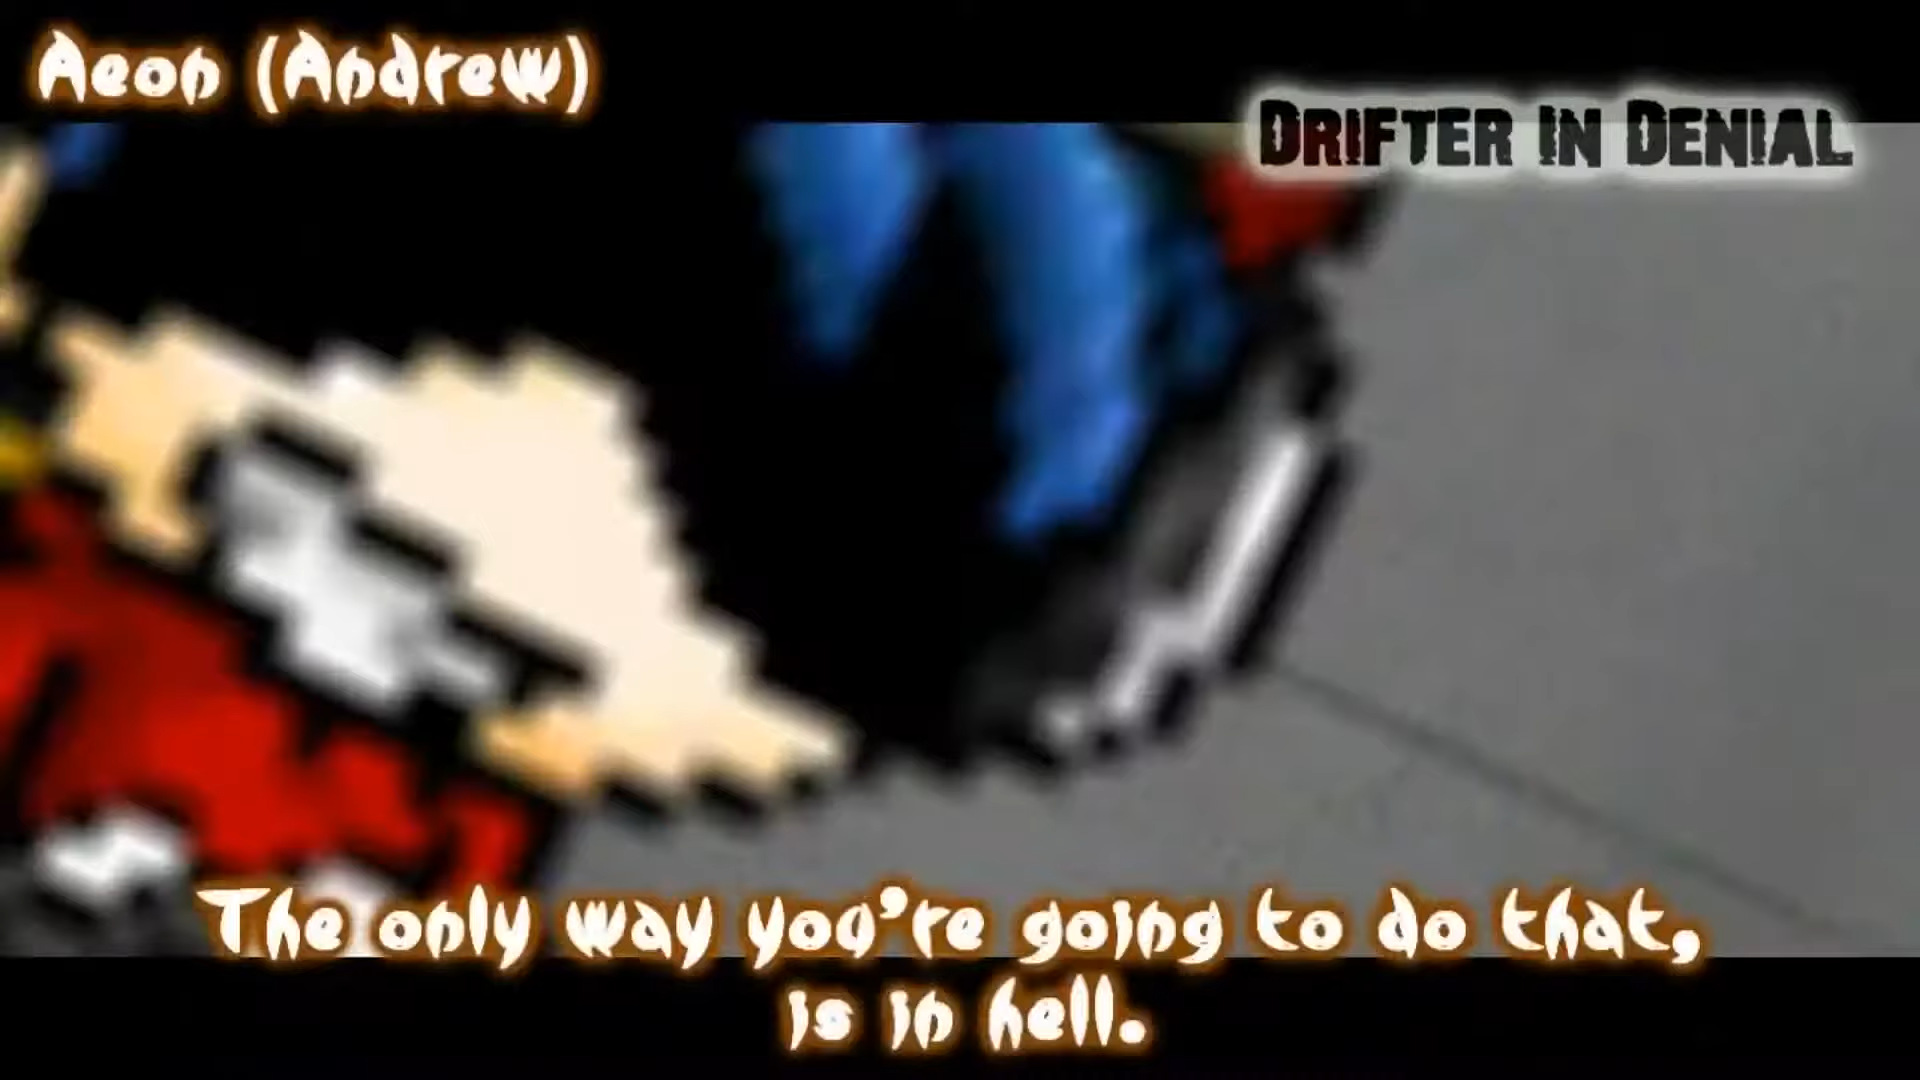 Aeon (Andrew)
DRIFTER IN DENIAL
The only way you're going to do that,
is in hell.